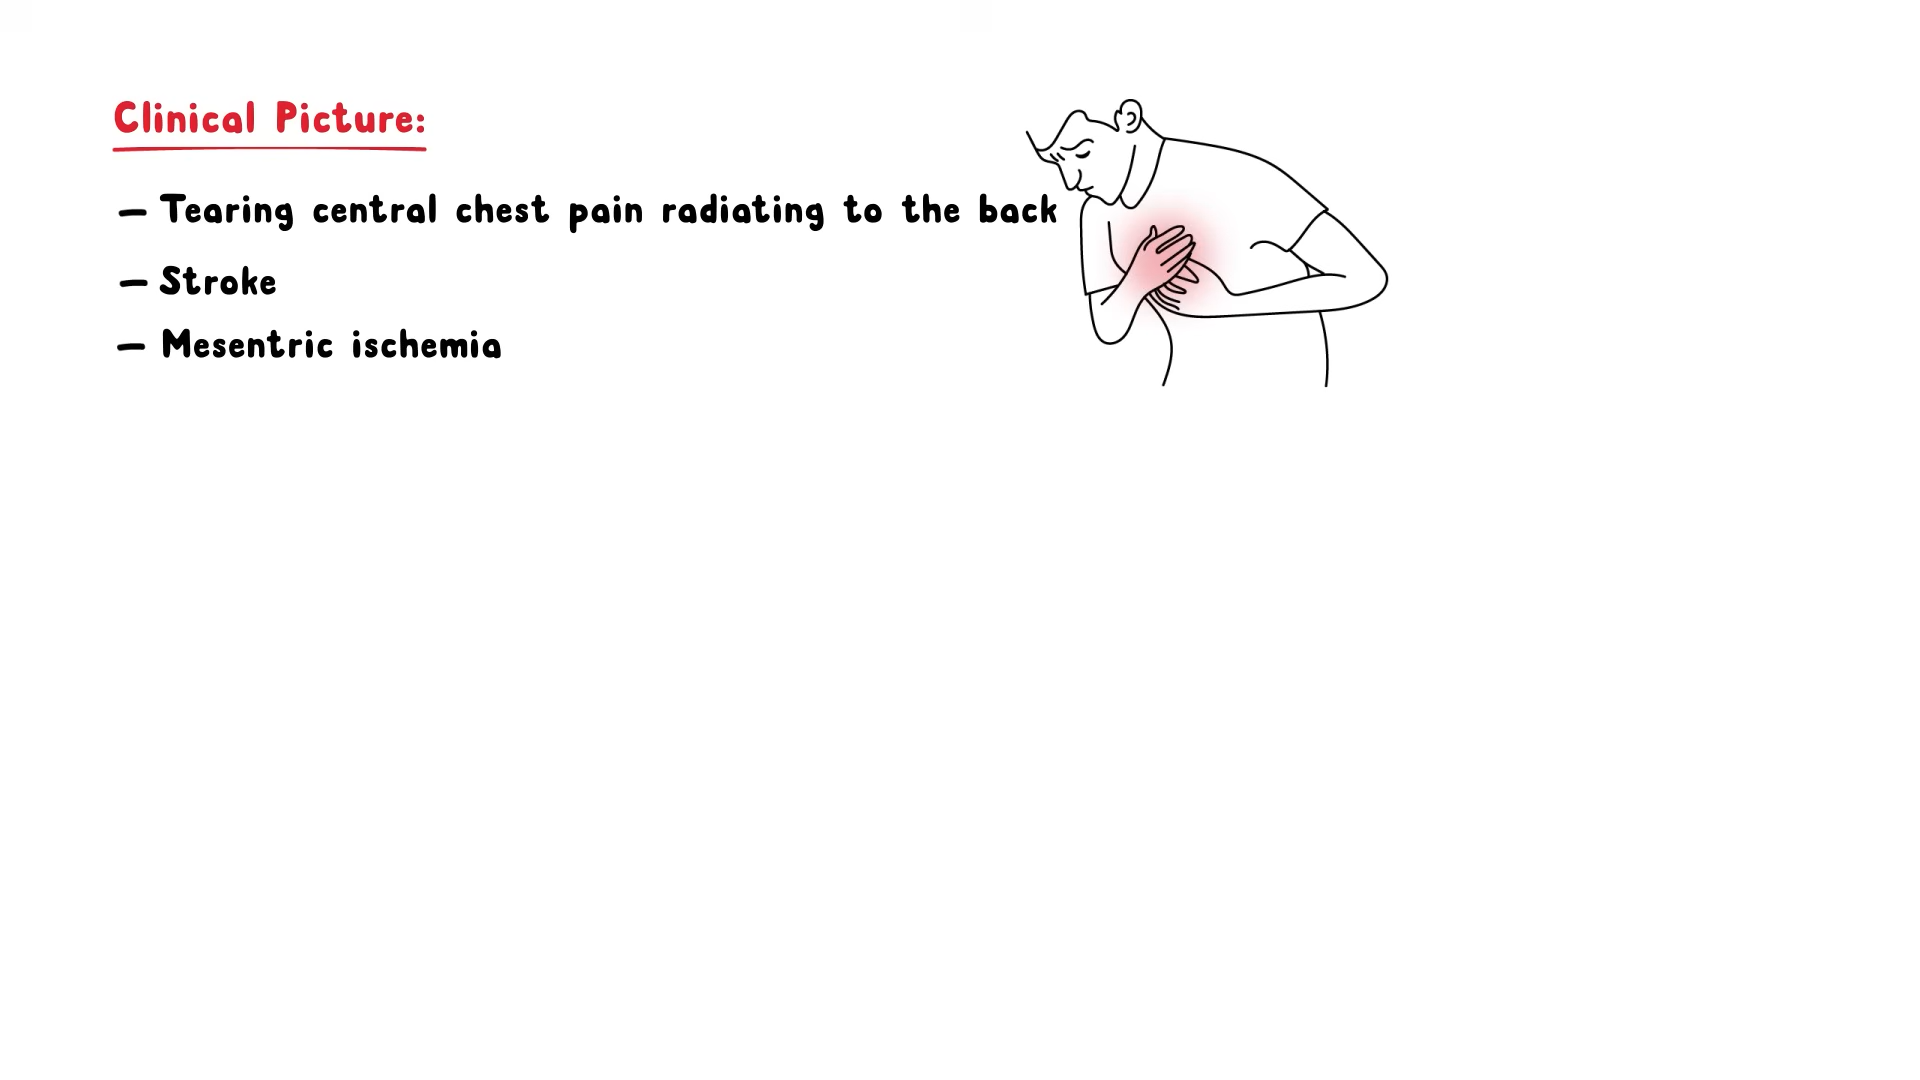 Clinical Picture:
– Tearing central chest pain radiating to the back
– Stroke
– Mesentric ischemia